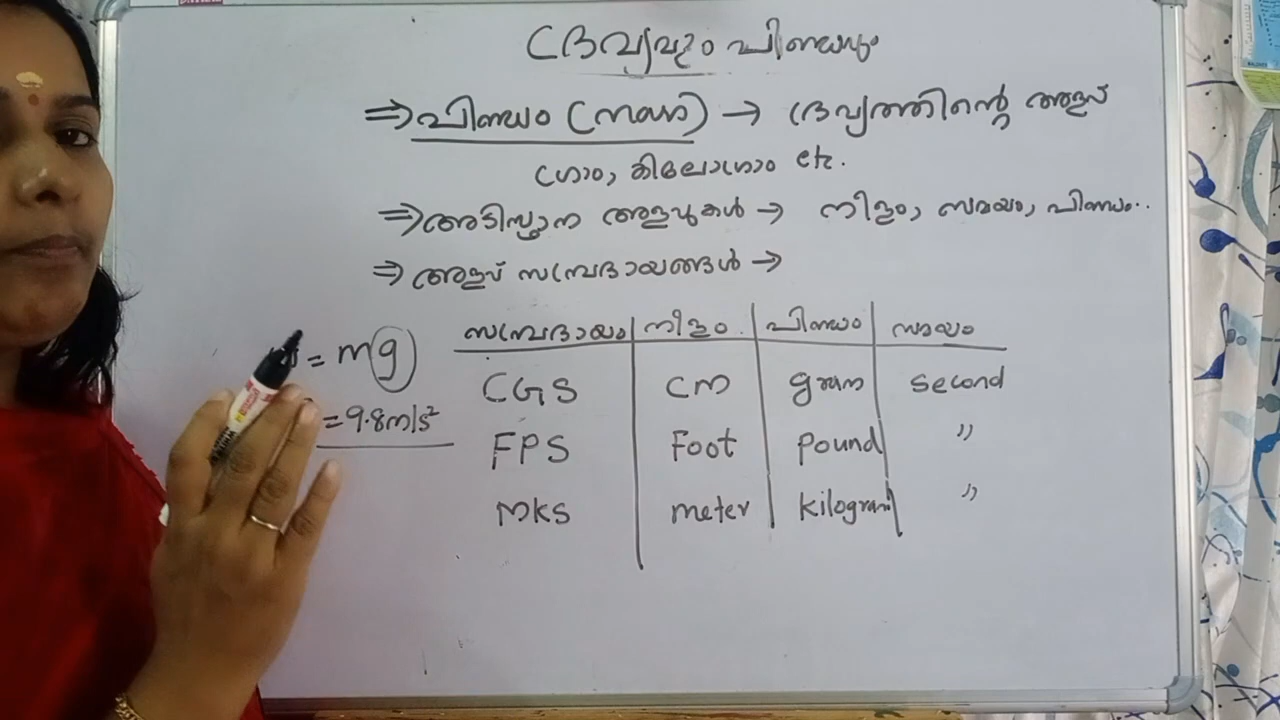 ദ്രവ്യവും പിണ്ഡവും
⇒ പിണ്ഡം (mass) → ദ്രവ്യത്തിന്റെ അളവ്
ഗ്രാം, കിലോഗ്രാം etc.
⇒ അടിസ്ഥാന അളവുകൾ → നീളം, സമയം, പിണ്ഡം..
⇒ അളവ് സമ്പ്രദായങ്ങൾ →
സമ്പ്രദായം നീളം. പിണ്ഡം സമയം
= mg
CGS cm gram second
= 9.8m/s²
FPS Foot pound "
MKS meter kilogram "